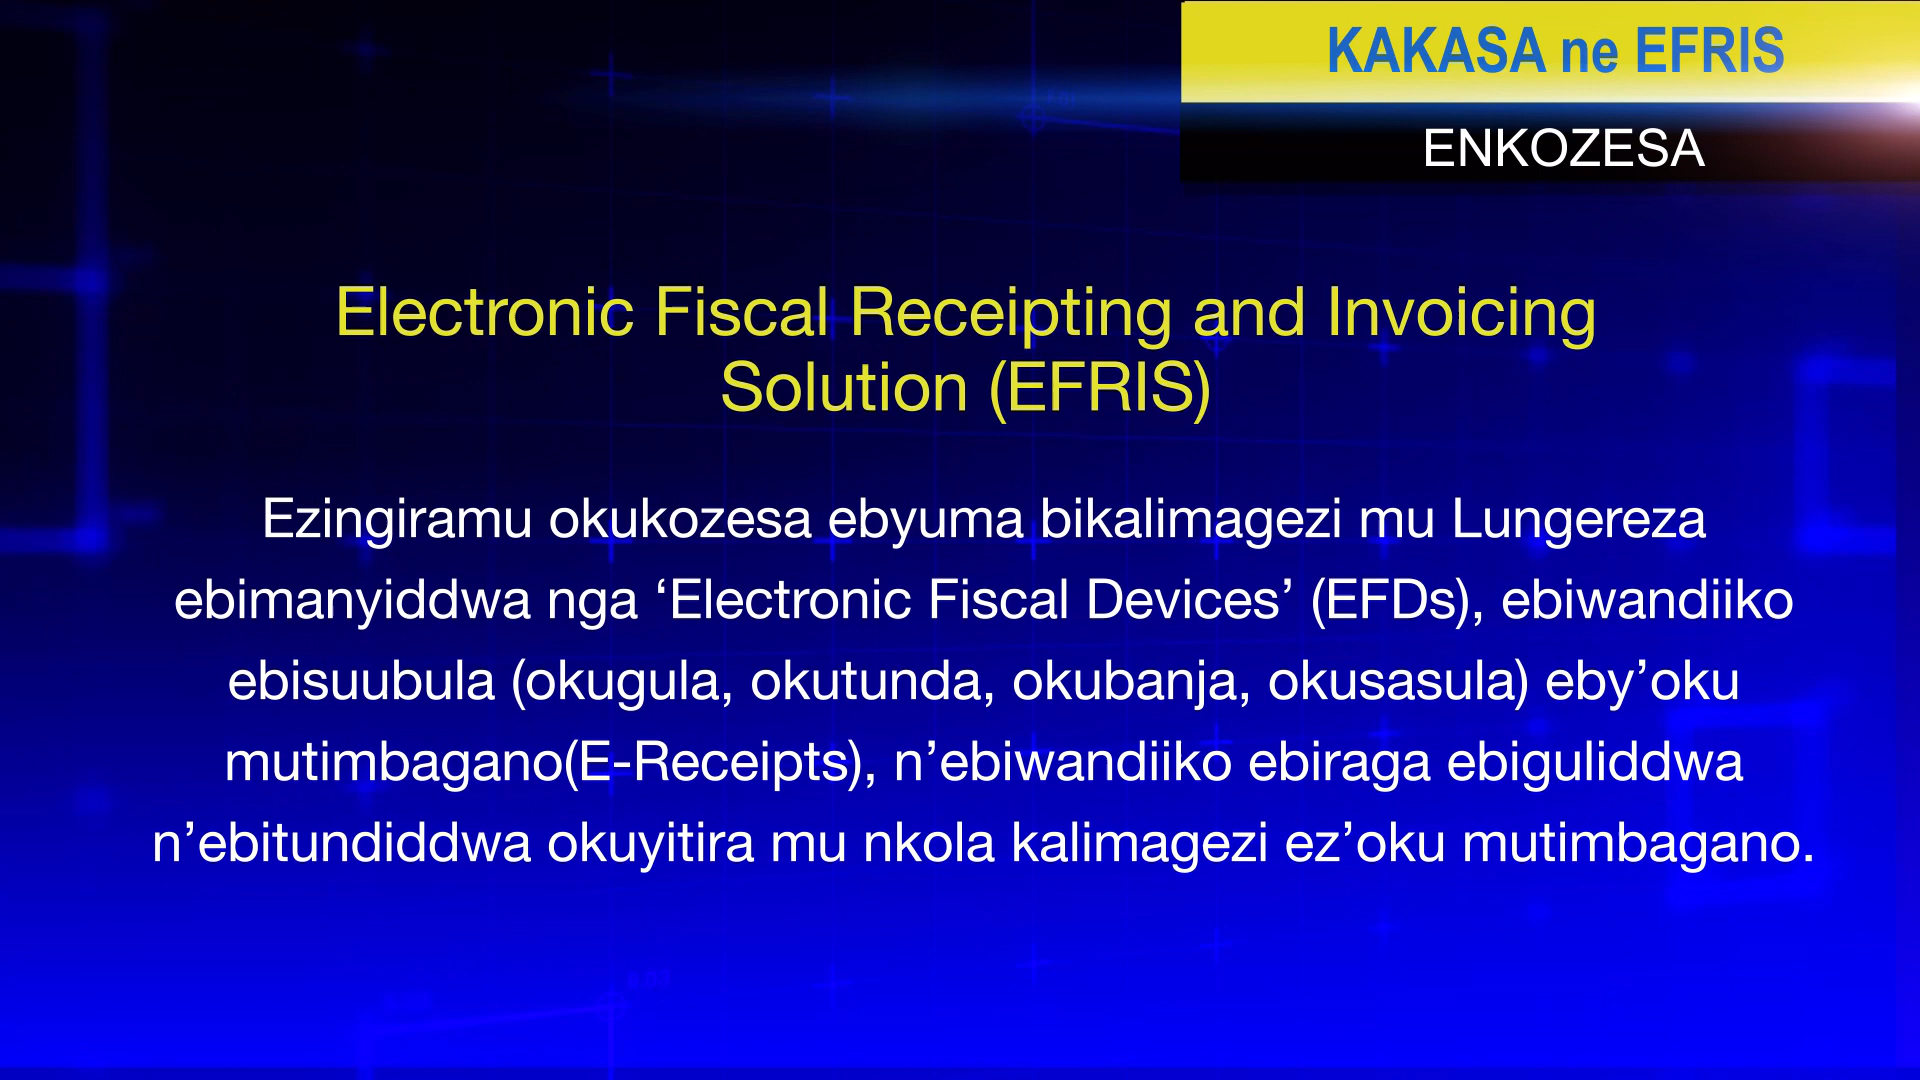 KAKASA ne EFRIS
ENKOZESA
Electronic Fiscal Receipting and Invoicing
Solution (EFRIS)
Ezingiramu okukozesa ebyuma bikalimagezi mu Lungereza
ebimanyiddwa nga ‘Electronic Fiscal Devices’ (EFDs), ebiwandiiko
ebisuubula (okugula, okutunda, okubanja, okusasula) eby’oku
mutimbagano(E-Receipts), n’ebiwandiiko ebiraga ebiguliddwa
n’ebitundiddwa okuyitira mu nkola kalimagezi ez’oku mutimbagano.